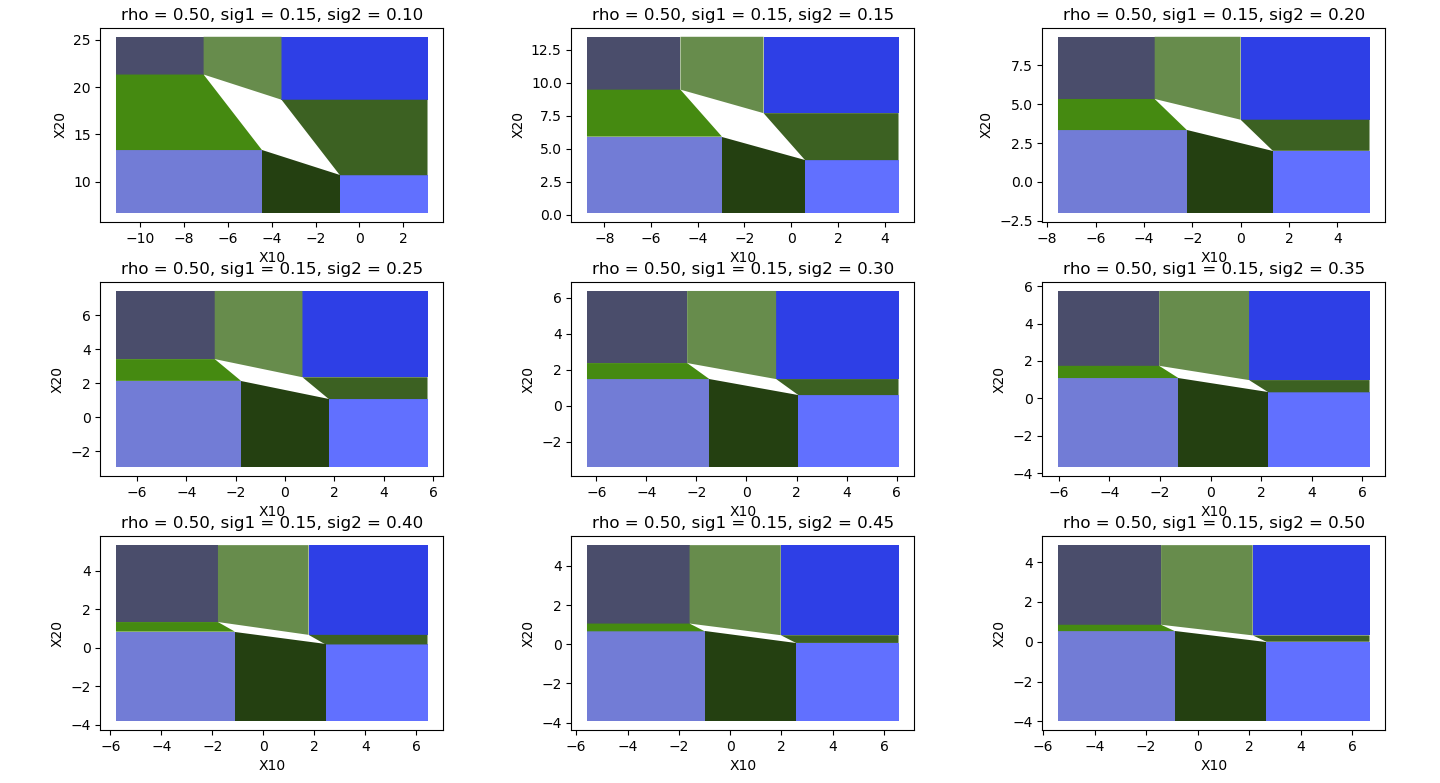 rho = 0.50, sig1 = 0.15, sig2 = 0.10
25
20
15
10
X20
−10 −8 −6 −4 −2 0 2
X10
rho = 0.50, sig1 = 0.15, sig2 = 0.15
12.5
10.0
7.5
5.0
2.5
0.0
X20
−8 −6 −4 −2 0 2 4
X10
rho = 0.50, sig1 = 0.15, sig2 = 0.20
7.5
5.0
2.5
0.0
−2.5
X20
−8 −6 −4 −2 0 2 4
X10
rho = 0.50, sig1 = 0.15, sig2 = 0.25
6
4
2
0
−2
X20
−6 −4 −2 0 2 4 6
X10
rho = 0.50, sig1 = 0.15, sig2 = 0.30
6
4
2
0
−2
X20
−6 −4 −2 0 2 4 6
X10
rho = 0.50, sig1 = 0.15, sig2 = 0.35
6
4
2
0
−2
−4
X20
−6 −4 −2 0 2 4 6
X10
rho = 0.50, sig1 = 0.15, sig2 = 0.40
4
2
0
−2
−4
X20
−6 −4 −2 0 2 4 6
X10
rho = 0.50, sig1 = 0.15, sig2 = 0.45
4
2
0
−2
−4
X20
−6 −4 −2 0 2 4 6
X10
rho = 0.50, sig1 = 0.15, sig2 = 0.50
4
2
0
−2
−4
X20
−6 −4 −2 0 2 4 6
X10